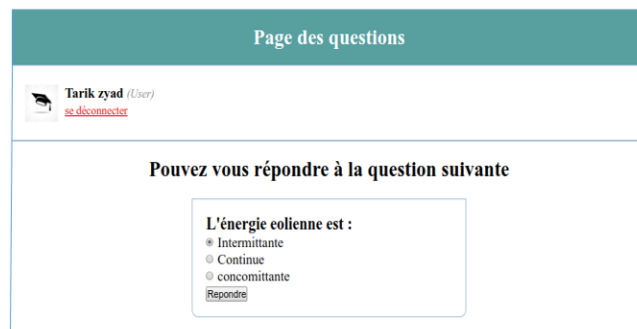 Page des questions
Tarik zyad (User)
se déconnecter
Pouvez vous répondre à la question suivante
L'énergie eolienne est :
Intermittante
Continue
concomittante
Repondre